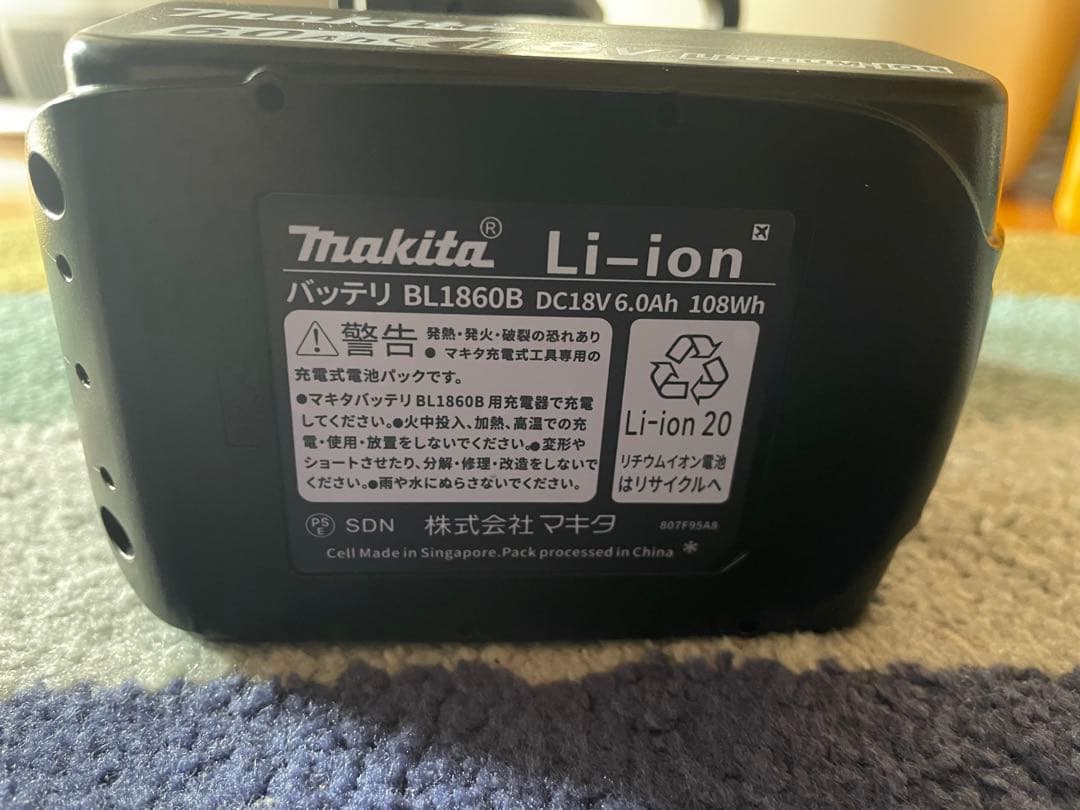 makita
6.0Ah 18V
makita® Li-ion
バッテリ BL1860B DC18V 6.0Ah 108Wh
警告 発熱・発火・破裂の恐れあり
● マキタ充電式工具専用の
充電式電池パックです。
●マキタバッテリ BL1860B 用充電器で充電
してください。●火中投入、加熱、高温での充
電・使用・放置をしないでください。●変形や
ショートさせたり、分解・修理・改造をしないで
ください。●雨や水にぬらさないでください。
Li-ion 20
リチウムイオン電池
はリサイクルへ
PSE SDN 株式会社 マキタ 807F95A8
Cell Made in Singapore.Pack processed in China *